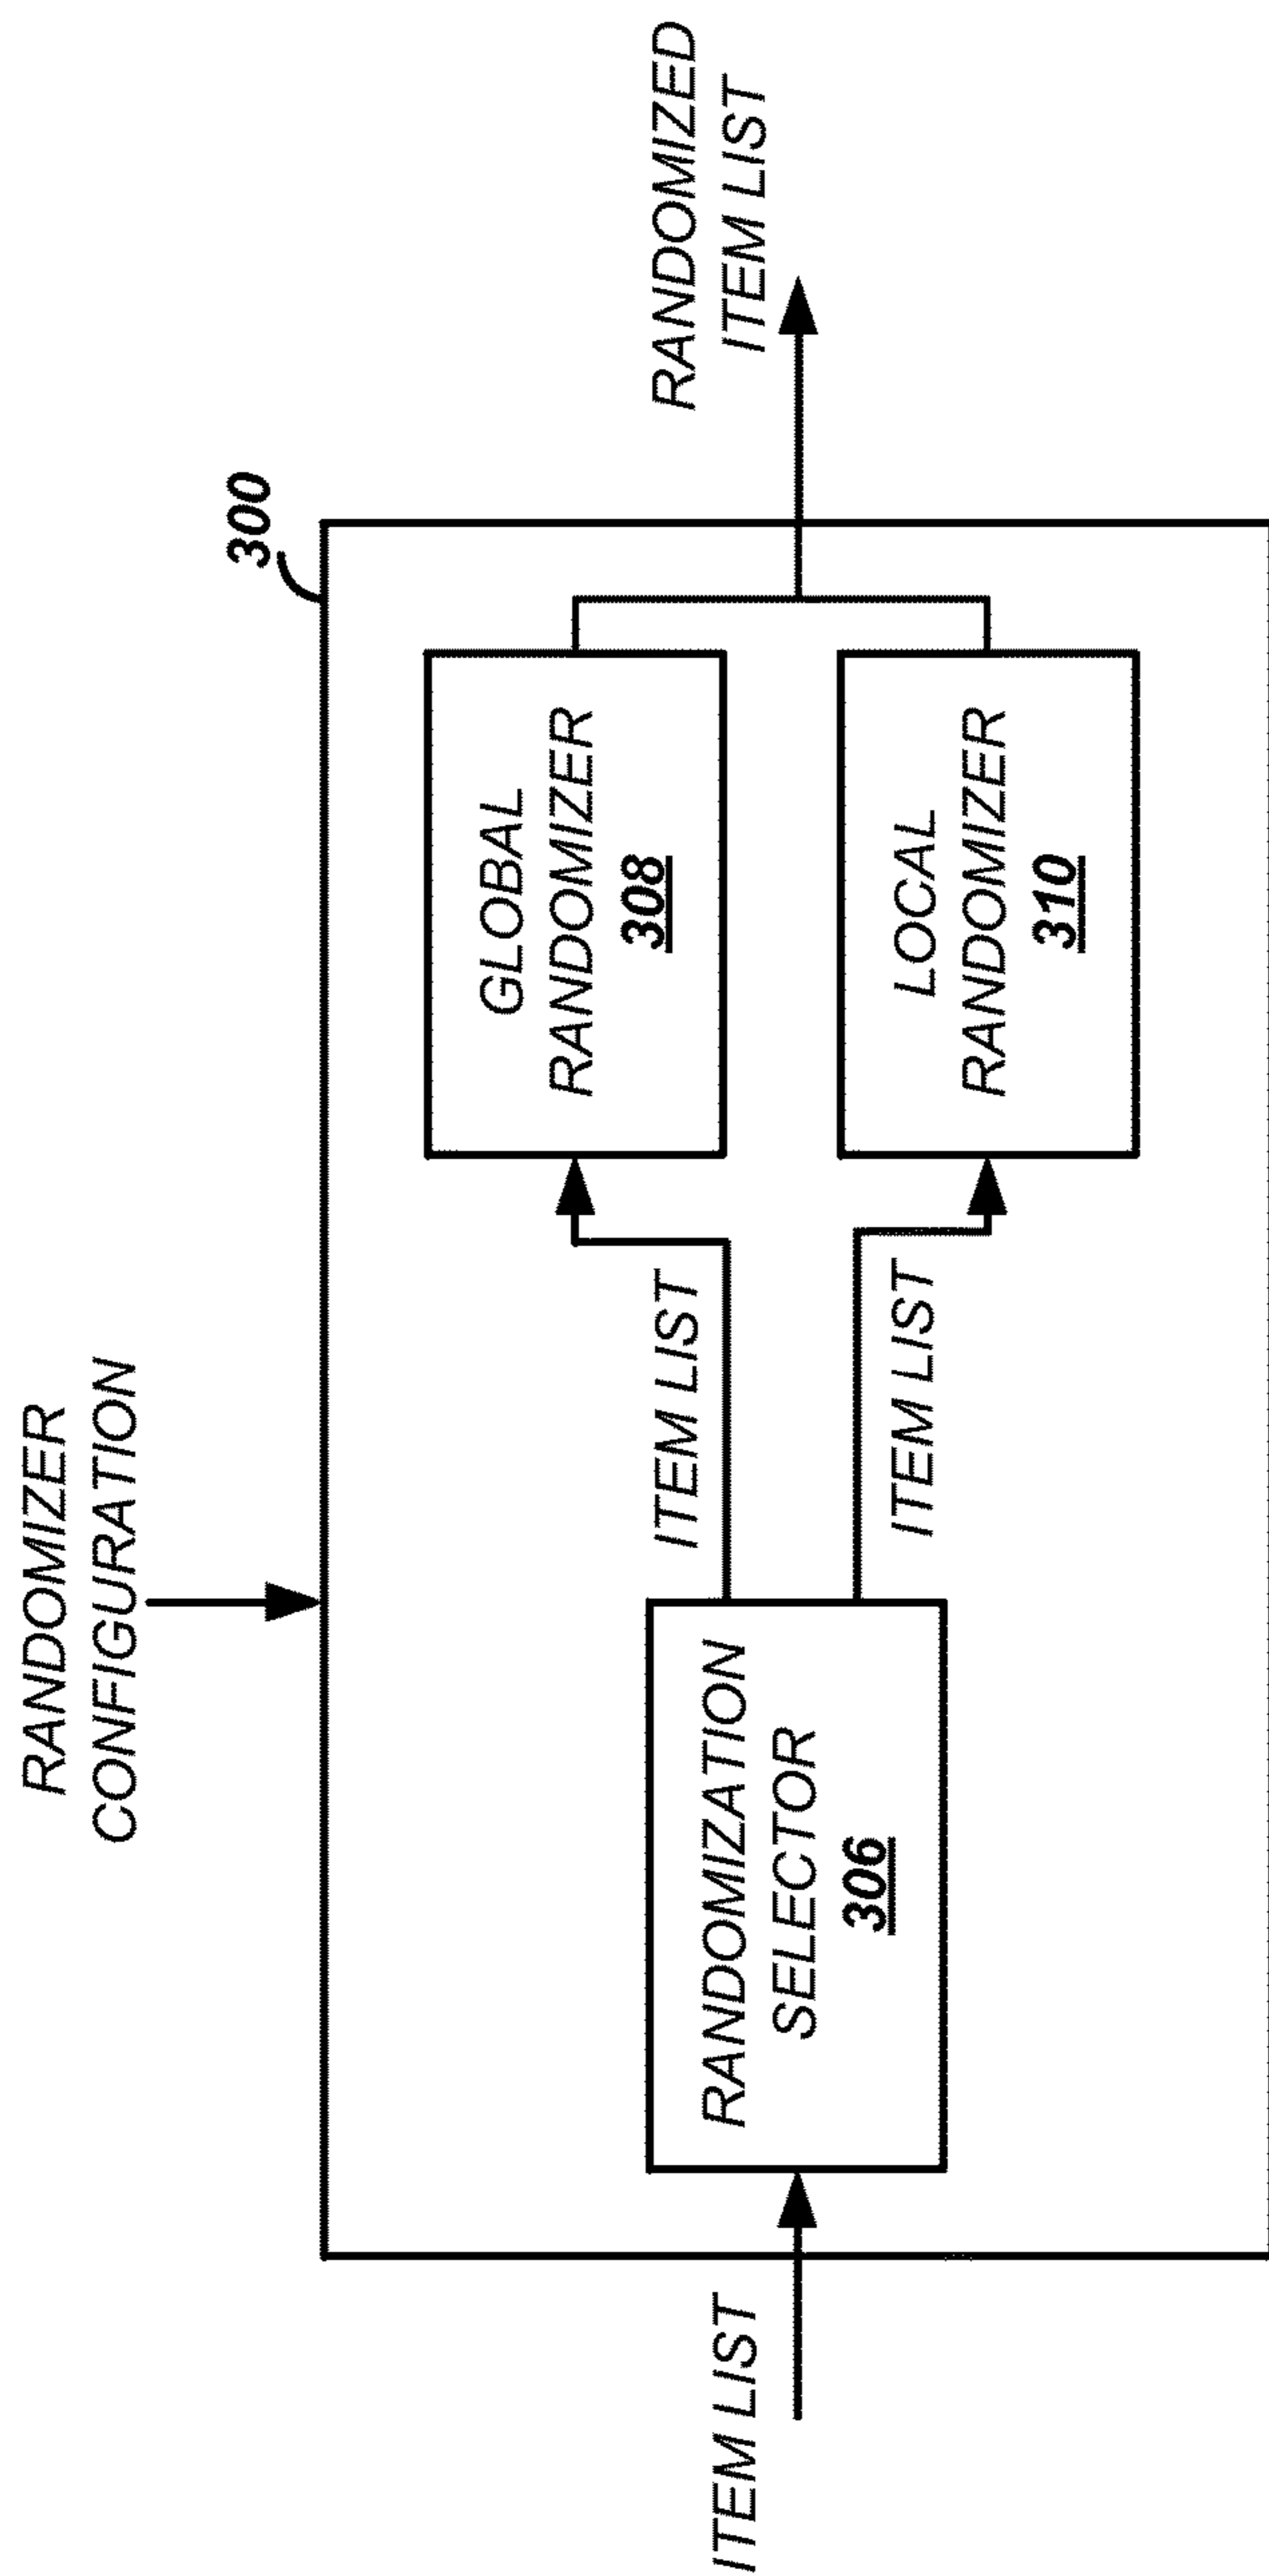 RANDOMIZER
CONFIGURATION
300
ITEM LIST
RANDOMIZATION
SELECTOR
306
ITEM LIST
ITEM LIST
GLOBAL
RANDOMIZER
308
LOCAL
RANDOMIZER
310
RANDOMIZED
ITEM LIST